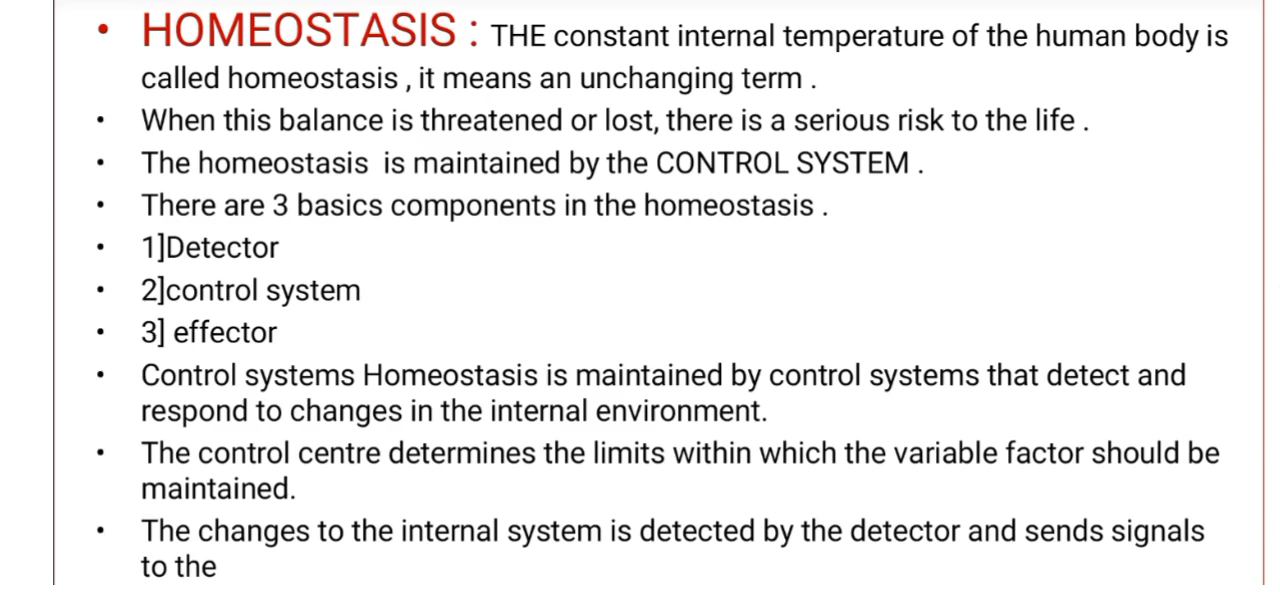 • HOMEOSTASIS : THE constant internal temperature of the human body is
called homeostasis , it means an unchanging term .
• When this balance is threatened or lost, there is a serious risk to the life .
• The homeostasis  is maintained by the CONTROL SYSTEM .
• There are 3 basics components in the homeostasis .
• 1]Detector
• 2]control system
• 3] effector
• Control systems Homeostasis is maintained by control systems that detect and
respond to changes in the internal environment.
• The control centre determines the limits within which the variable factor should be
maintained.
• The changes to the internal system is detected by the detector and sends signals
to the